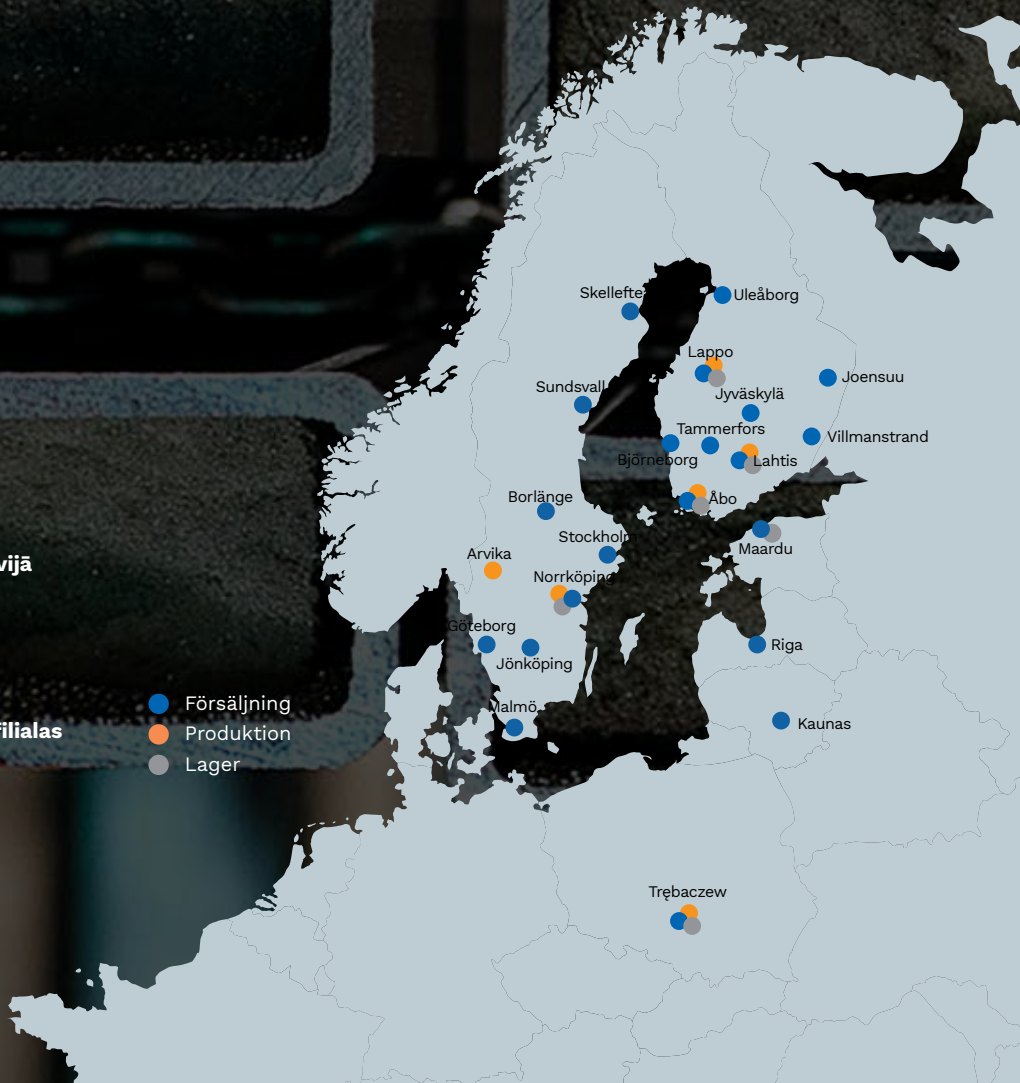 Skellefte
Uleåborg
Lappo
Joensuu
Sundsvall
Jyväskylä
Tammerfors
Villmanstrand
Björneborg
Lahtis
Borlänge
Åbo
Stockholm
Maardu
Arvika
vijā
Norrköping
Göteborg
Riga
Jönköping
Malmö
Försäljning
Kaunas
filialas
Produktion
Lager
Trębaczew